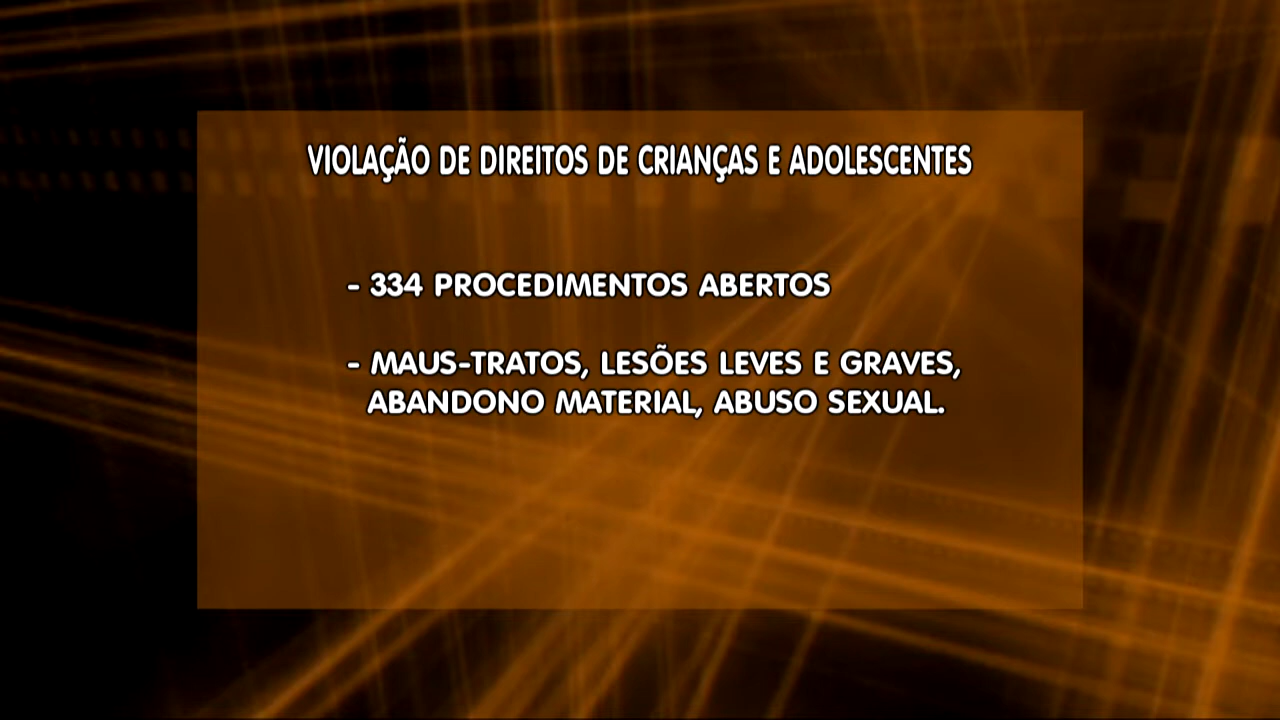 VIOLAÇÃO DE DIREITOS DE CRIANÇAS E ADOLESCENTES
- 334 PROCEDIMENTOS ABERTOS
- MAUS-TRATOS, LESÕES LEVES E GRAVES,
ABANDONO MATERIAL, ABUSO SEXUAL.